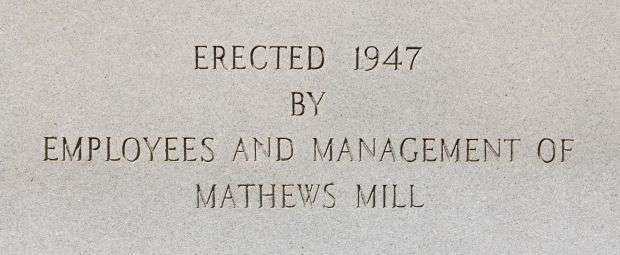 ERECTED 1947
BY
EMPLOYEES AND MANAGEMENT OF
MATHEWS MILL